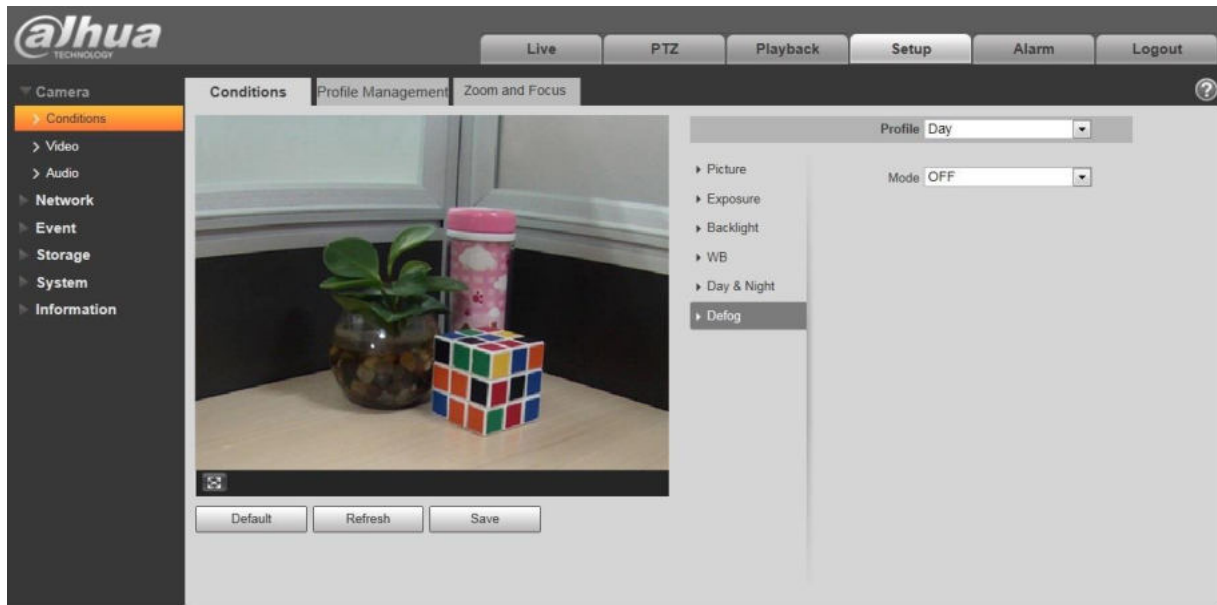 alhua
TECHNOLOGY
Live PTZ Playback Setup Alarm Logout
Camera
Conditions
Video
Audio
Network
Event
Storage
System
Information
Conditions Profile Management Zoom and Focus
?
Profile Day
Picture
Exposure
Backlight
WB
Day & Night
Defog
Mode OFF
Default Refresh Save